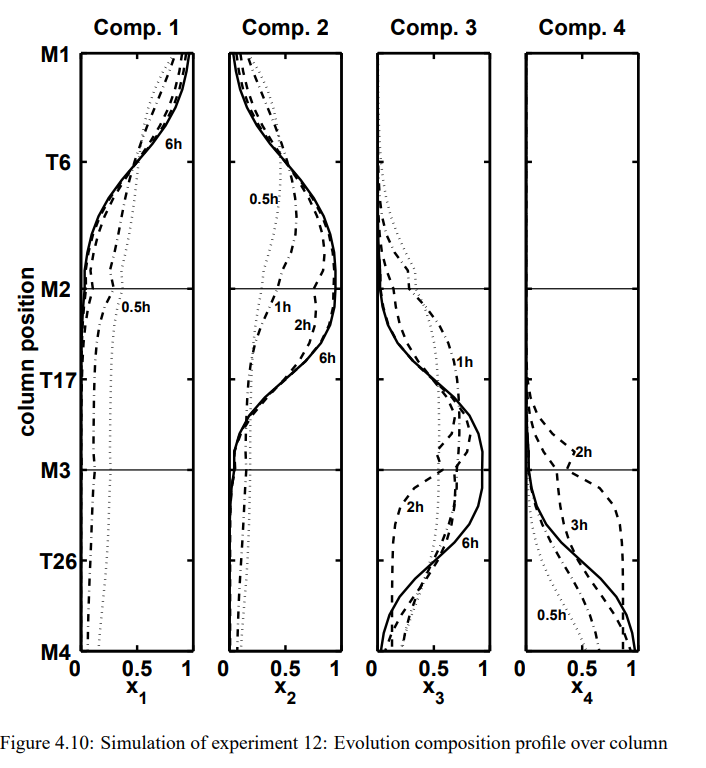 Comp. 1 Comp. 2 Comp. 3 Comp. 4
M1
T6
6h
0.5h
column position
M2
0.5h
1h
2h
6h
1h
T17
M3
2h
2h
3h
6h
T26
0.5h
M4
0 0.5 1 0 0.5 1 0 0.5 1 0 0.5 1
x1 x2 x3 x4
Figure 4.10: Simulation of experiment 12: Evolution composition profile over column